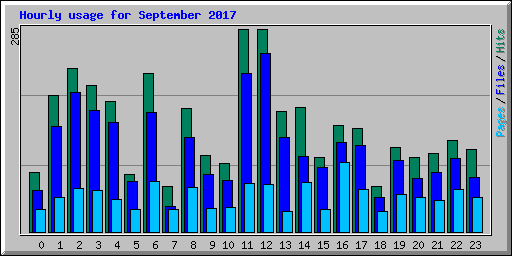 Hourly usage for September 2017
285
Pages / Files / Hits
0 1 2 3 4 5 6 7 8 9 10 11 12 13 14 15 16 17 18 19 20 21 22 23